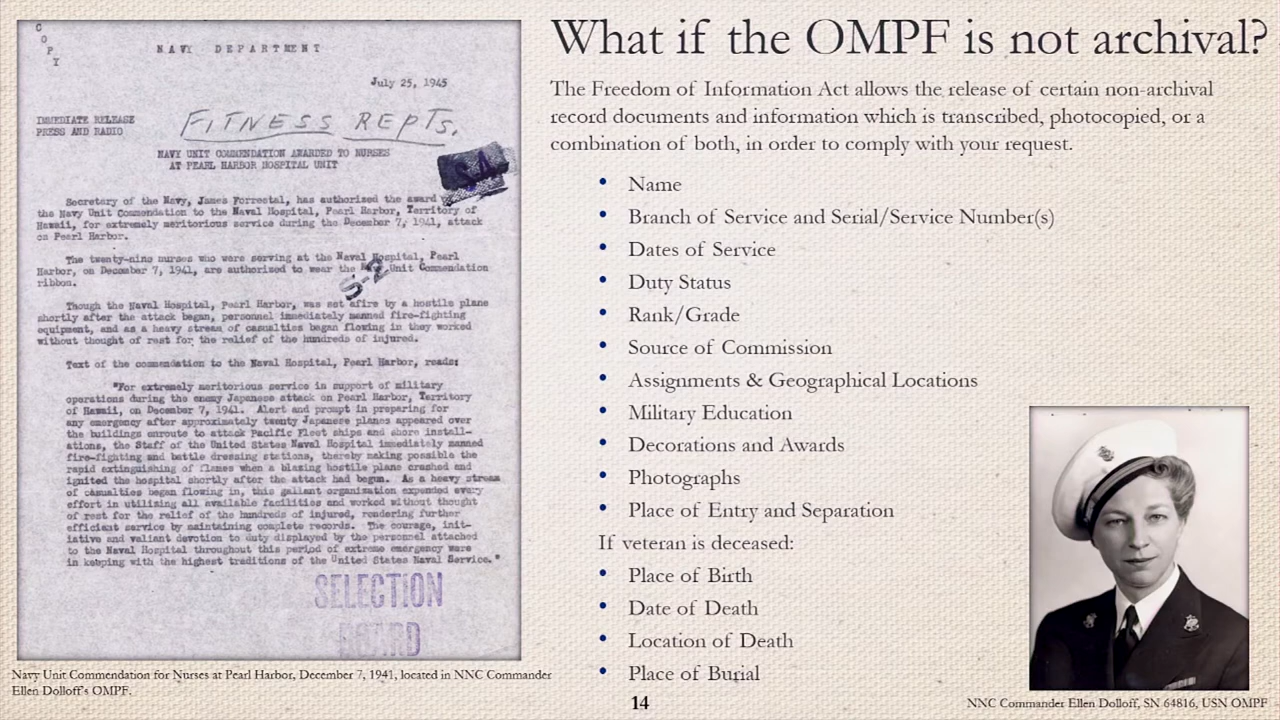 What if the OMPF is not archival?
The Freedom of Information Act allows the release of certain non-archival
record documents and information which is transcribed, photocopied, or a
combination of both, in order to comply with your request.
• Name
• Branch of Service and Serial/Service Number(s)
• Dates of Service
• Duty Status
• Rank/Grade
• Source of Commission
• Assignments & Geographical Locations
• Military Education
• Decorations and Awards
• Photographs
• Place of Entry and Separation
If veteran is deceased:
• Place of Birth
• Date of Death
• Location of Death
• Place of Burial
C
O
P
Y
NAVY DEPARTMENT
July 25, 1945
IMMEDIATE RELEASE
PRESS AND RADIO
FITNESS REPTS.
NAVY UNIT COMMENDATION AWARDED TO NURSES
AT PEARL HARBOR HOSPITAL UNIT
Secretary of the Navy, James Forrestal, has authorized the award
the Navy Unit Commendation to the Naval Hospital, Pearl Harbor, Territory of
Hawaii, for extremely meritorious service during the December 7, 1941, attack
on Pearl Harbor.
The twenty-nine nurses who were serving at the Naval Hospital, Pearl
Harbor, on December 7, 1941, are authorized to wear the Unit Commendation
ribbon.
S-2
Though the Naval Hospital, Pearl Harbor, was set afire by a hostile plane
shortly after the attack began, personnel immediately manned fire-fighting
equipment, and as a heavy stream of casualties began flowing in they worked
without thought of rest for the relief of the hundreds of injured.
Text of the commendation to the Naval Hospital, Pearl Harbor, reads:
"For extremely meritorious service in support of military
operations during the enemy Japanese attack on Pearl Harbor, Territory
of Hawaii, on December 7, 1941. Alert and prompt in preparing for
any emergency after approximately twenty Japanese planes appeared over
the buildings enroute to attack Pacific Fleet ships and shore install-
ations, the Staff of the United States Naval Hospital immediately manned
fire-fighting and battle dressing stations, thereby making possible the
rapid extinguishing of flames when a blazing hostile plane crashed and
ignited the hospital shortly after the attack had begun. As a heavy stream
of casualties began flowing in, this gallant organization expended every
effort in utilizing all available facilities and worked without thought
of rest for the relief of the hundreds of injured, rendering further
efficient service by maintaining complete records. The courage, init-
iative and valiant devotion to duty displayed by the personnel attached
to the Naval Hospital throughout this period of extreme emergency were
in keeping with the highest traditions of the United States Naval Service."
SELECTION
BOARD
Navy Unit Commendation for Nurses at Pearl Harbor, December 7, 1941, located in NNC Commander
Ellen Dolloff's OMPF.
14
NNC Commander Ellen Dolloff, SN 64816, USN OMPF